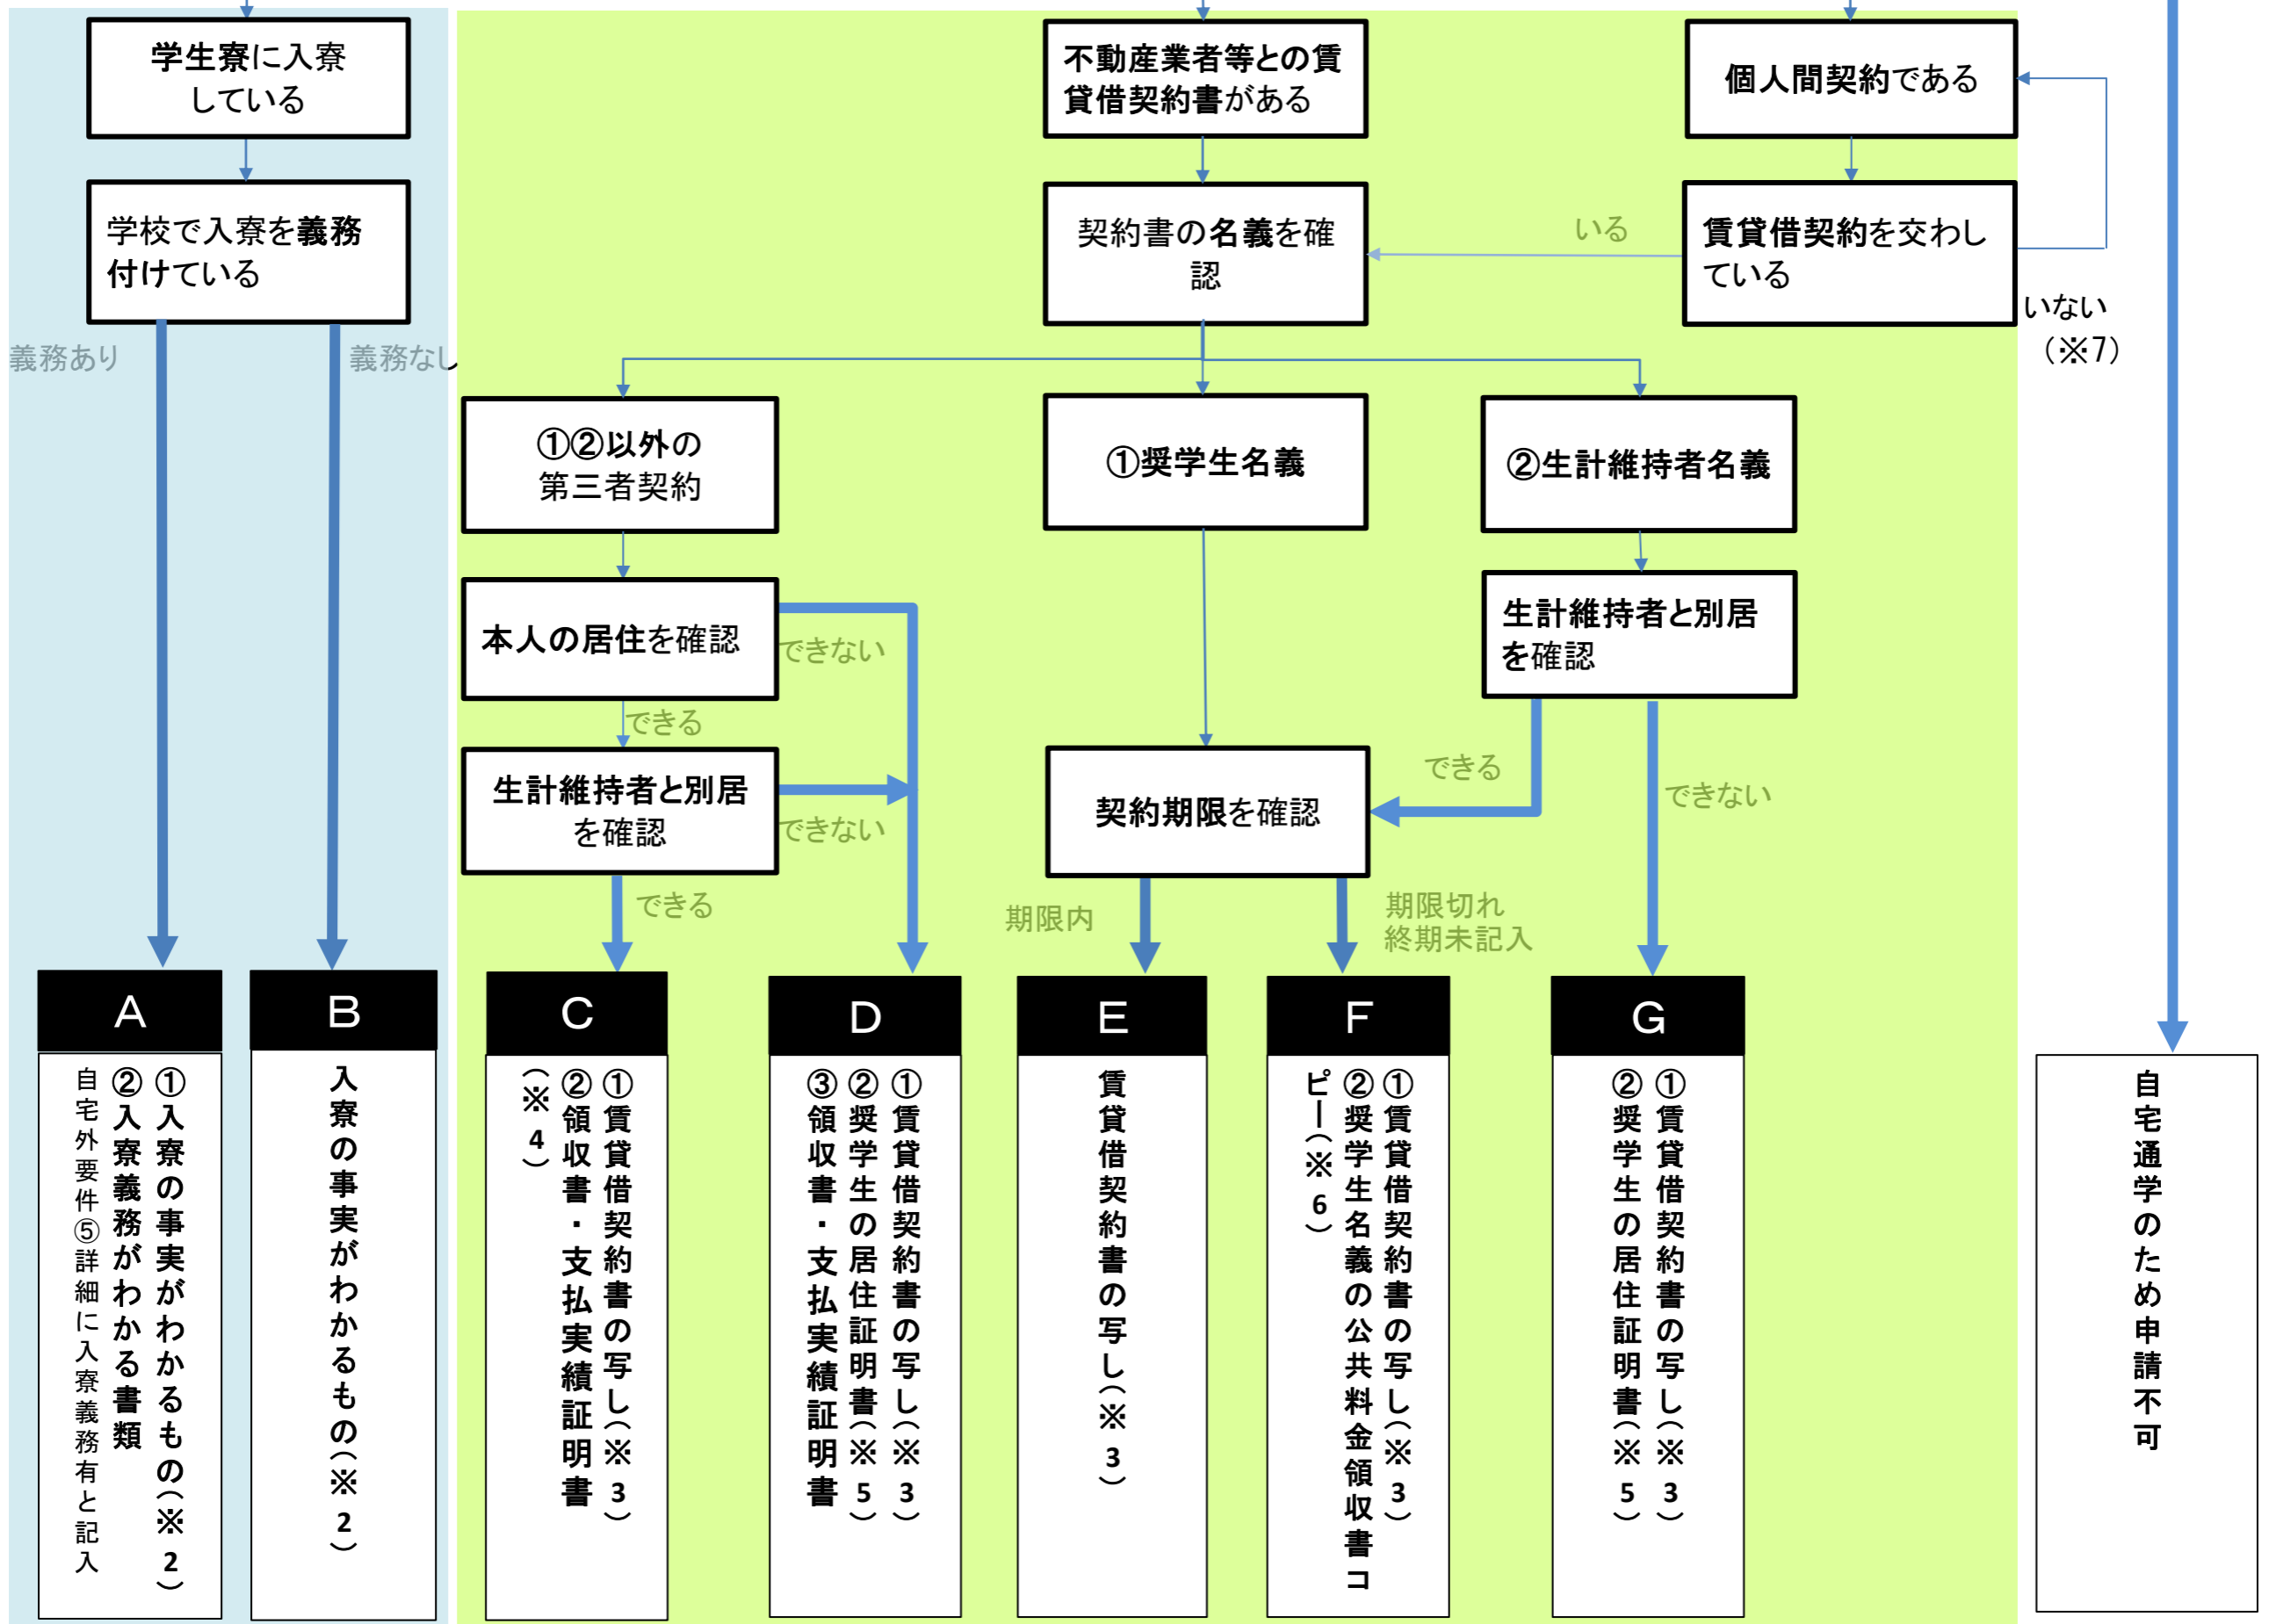 学生寮に入寮
している
不動産業者等との賃
貸借契約書がある
個人間契約である
学校で入寮を義務
付けている
契約書の名義を確
認
いる
賃貸借契約を交わし
ている
いない
（※7）
義務あり
義務なし
①②以外の
第三者契約
①奨学生名義
②生計維持者名義
本人の居住を確認
できない
生計維持者と別居
を確認
できる
生計維持者と別居
を確認
できない
契約期限を確認
できる
できない
できる
期限内
期限切れ
終期未記入
A
①入寮の事実がわかるもの（※2）
②入寮義務がわかる書類
自宅外要件⑤詳細に入寮義務有と記入
B
入寮の事実がわかるもの（※2）
C
①賃貸借契約書の写し（※3）
②領収書・支払実績証明書
（※4）
D
①賃貸借契約書の写し（※3）
②奨学生の居住証明書（※5）
③領収書・支払実績証明書
E
賃貸借契約書の写し（※3）
F
①賃貸借契約書の写し（※3）
②奨学生名義の公共料金領収書コ
ピー（※6）
G
①賃貸借契約書の写し（※3）
②奨学生の居住証明書（※5）
自宅通学のため申請不可